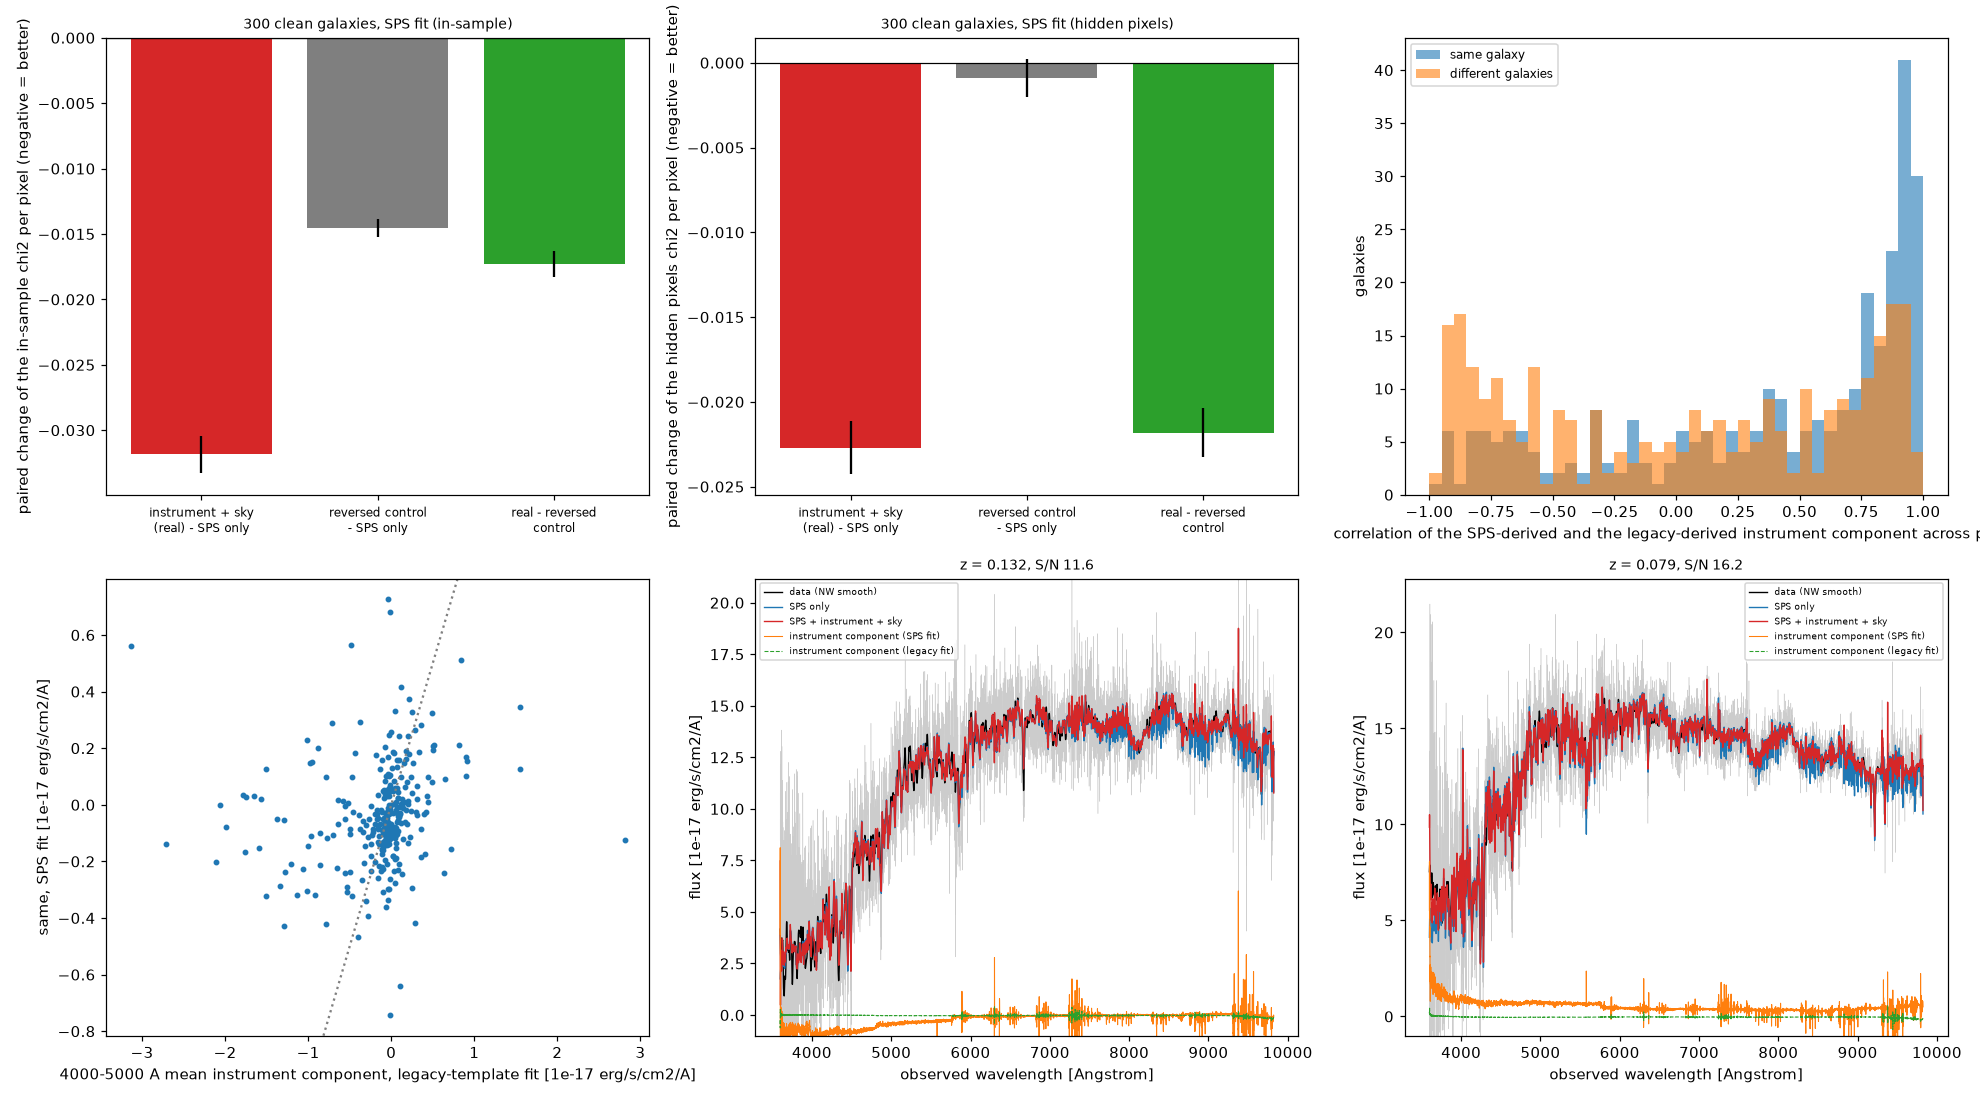 300 clean galaxies, SPS fit (in-sample)
paired change of the in-sample chi2 per pixel (negative = better)
0.000
−0.005
−0.010
−0.015
−0.020
−0.025
−0.030
instrument + sky
(real) - SPS only
reversed control
- SPS only
real - reversed
control
300 clean galaxies, SPS fit (hidden pixels)
paired change of the hidden pixels chi2 per pixel (negative = better)
0.000
−0.005
−0.010
−0.015
−0.020
−0.025
instrument + sky
(real) - SPS only
reversed control
- SPS only
real - reversed
control
same galaxy
different galaxies
galaxies
40
35
30
25
20
15
10
5
0
−1.00 −0.75 −0.50 −0.25 0.00 0.25 0.50 0.75 1.00
correlation of the SPS-derived and the legacy-derived instrument component across p
same, SPS fit [1e-17 erg/s/cm2/A]
0.6
0.4
0.2
0.0
−0.2
−0.4
−0.6
−0.8
−3 −2 −1 0 1 2 3
4000-5000 A mean instrument component, legacy-template fit [1e-17 erg/s/cm2/A]
z = 0.132, S/N 11.6
data (NW smooth)
SPS only
SPS + instrument + sky
instrument component (SPS fit)
instrument component (legacy fit)
flux [1e-17 erg/s/cm2/A]
20.0
17.5
15.0
12.5
10.0
7.5
5.0
2.5
0.0
4000 5000 6000 7000 8000 9000 10000
observed wavelength [Angstrom]
z = 0.079, S/N 16.2
data (NW smooth)
SPS only
SPS + instrument + sky
instrument component (SPS fit)
instrument component (legacy fit)
flux [1e-17 erg/s/cm2/A]
20
15
10
5
0
4000 5000 6000 7000 8000 9000 10000
observed wavelength [Angstrom]